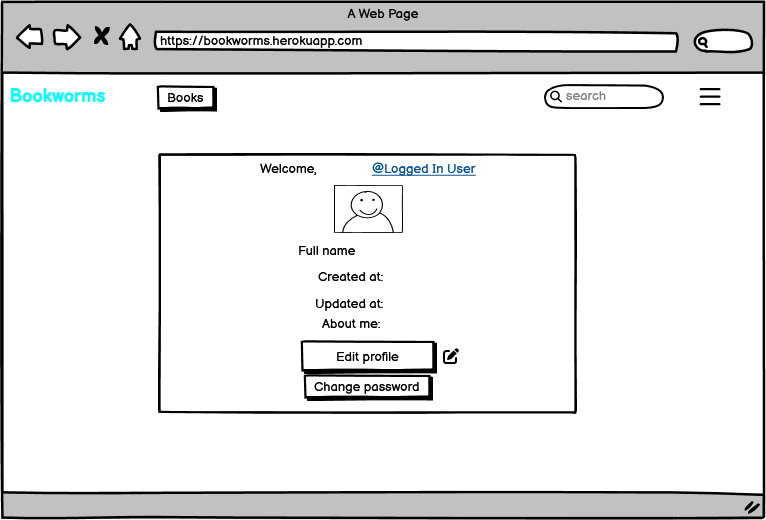 A Web Page
https://bookworms.herokuapp.com
Bookworms
Books
search
Welcome, @Logged In User
Full name
Created at:
Updated at:
About me:
Edit profile
Change password